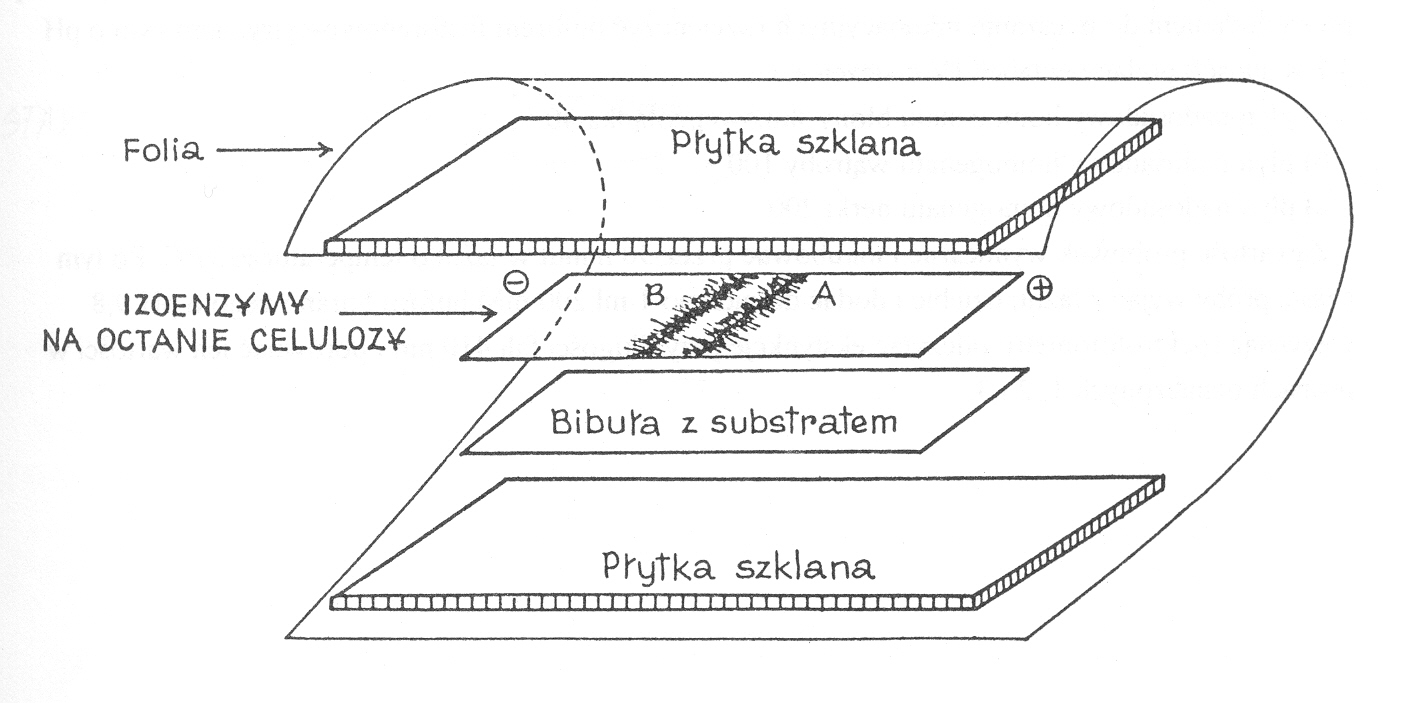 Płytka szklana
Folia
⊖
⊕
B
A
IZOENZYMY
NA OCTANIE CELULOZY
Bibuła z substratem
Płytka szklana